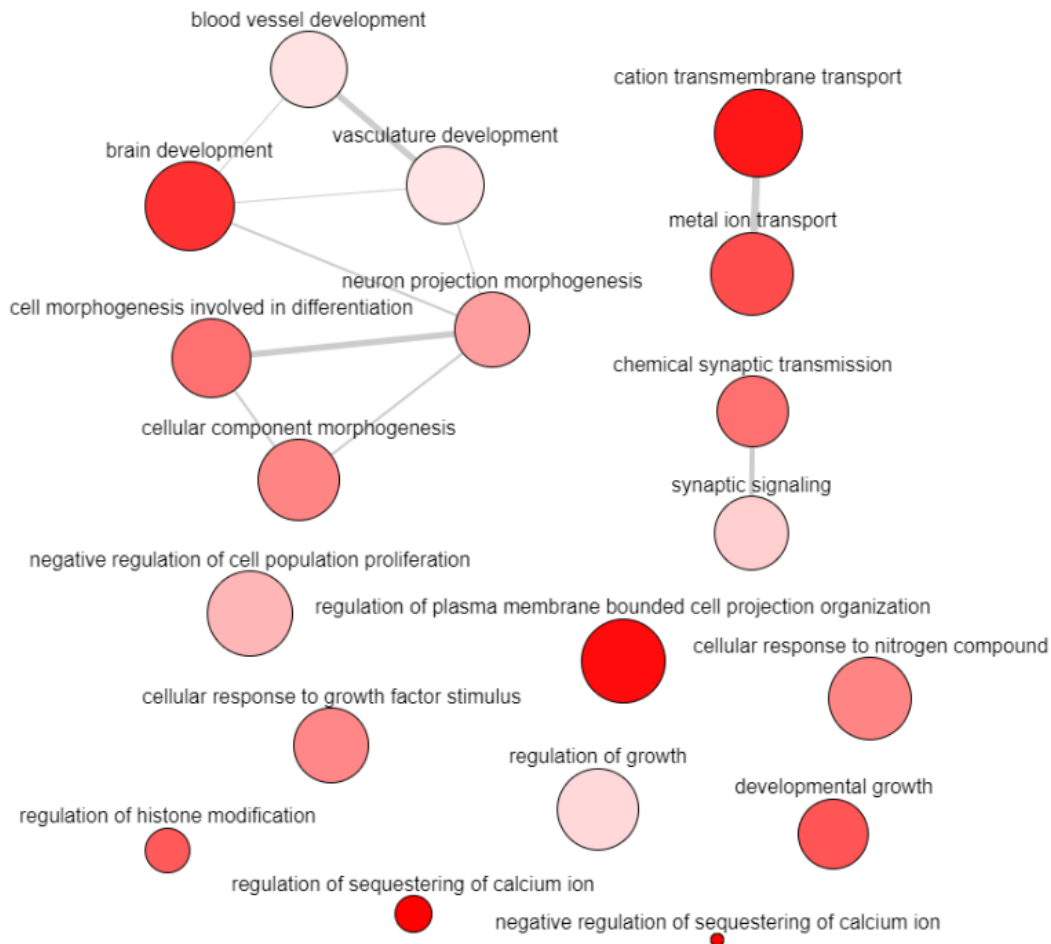 blood vessel development
cation transmembrane transport
vasculature development
brain development
metal ion transport
neuron projection morphogenesis
cell morphogenesis involved in differentiation
chemical synaptic transmission
cellular component morphogenesis
synaptic signaling
negative regulation of cell population proliferation
regulation of plasma membrane bounded cell projection organization
cellular response to nitrogen compound
cellular response to growth factor stimulus
regulation of growth
developmental growth
regulation of histone modification
regulation of sequestering of calcium ion
negative regulation of sequestering of calcium ion